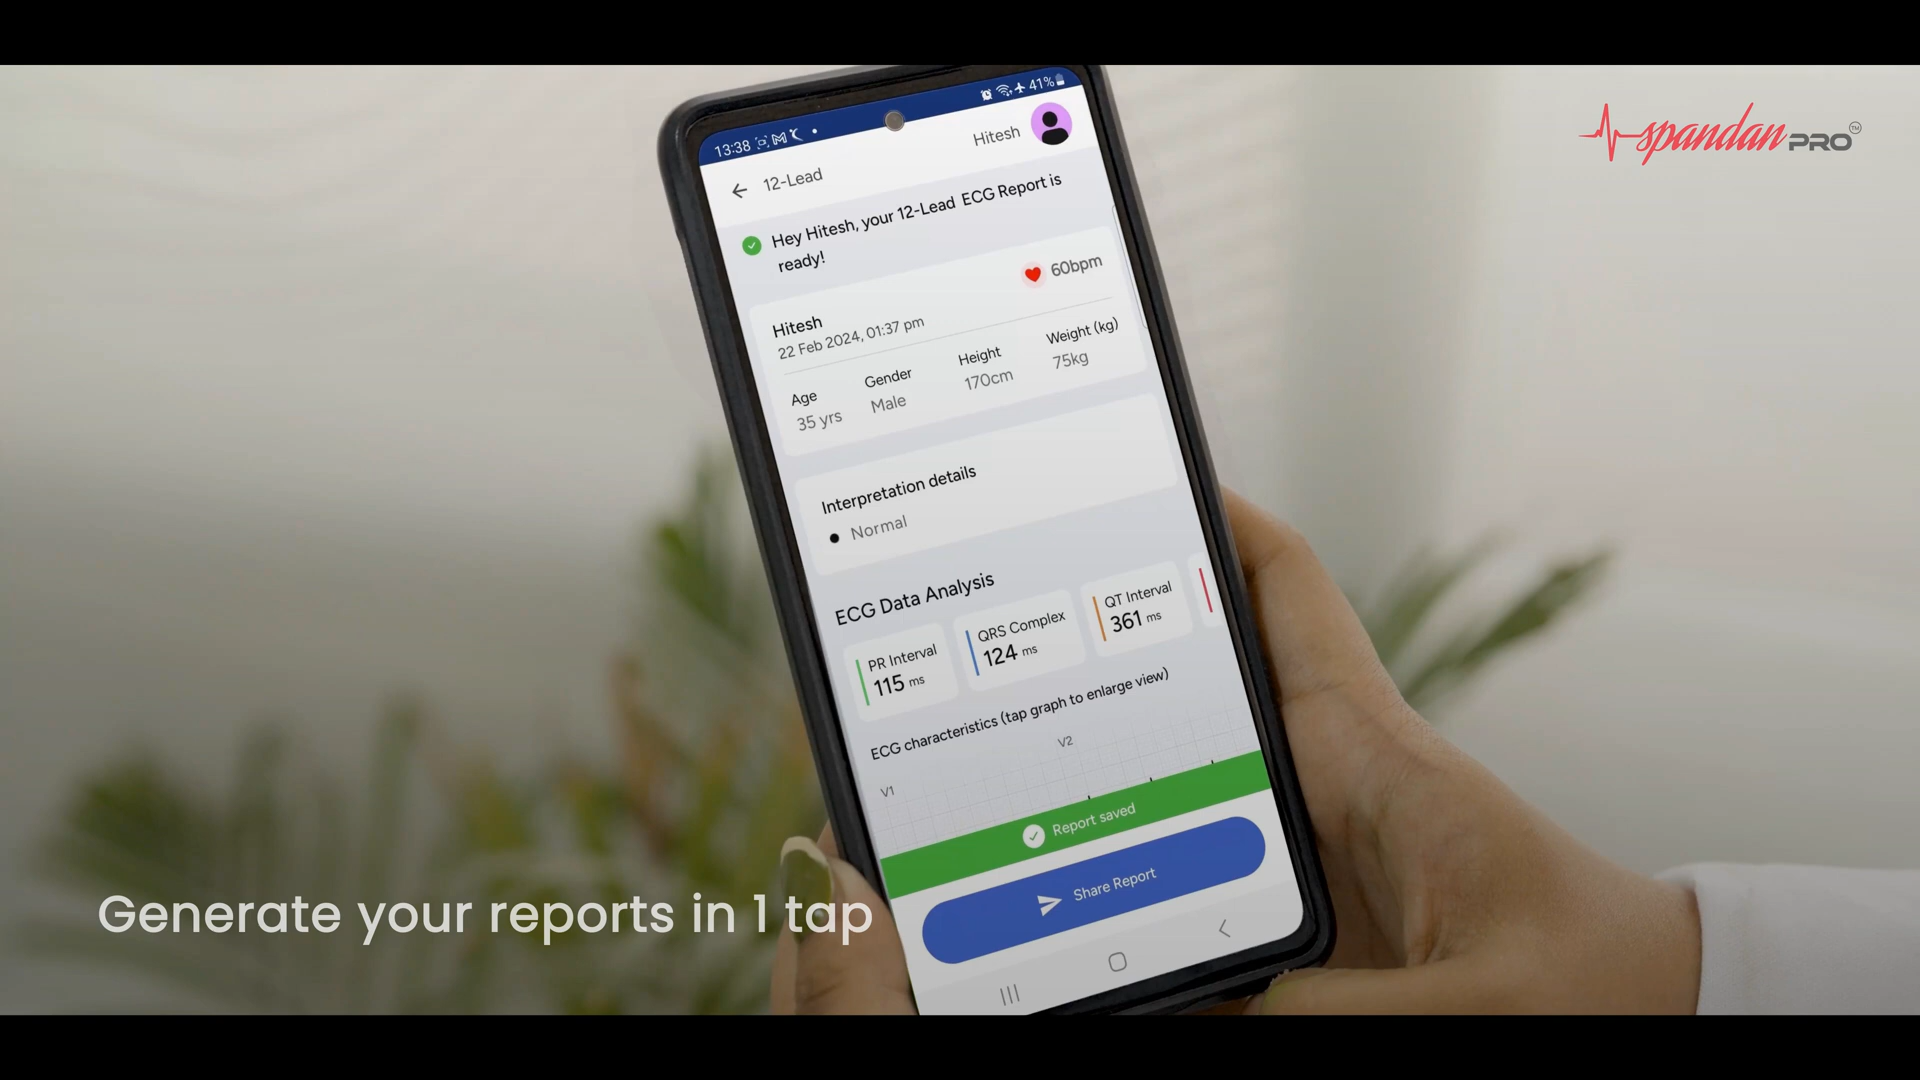 13:38
41%
12-Lead
Hitesh
Hey Hitesh, your 12-Lead ECG Report is
ready!
60bpm
Hitesh
22 Feb 2024, 01:37 pm
Age Gender Height Weight (kg)
35 yrs Male 170cm 75kg
Interpretation details
• Normal
ECG Data Analysis
PR Interval QRS Complex QT Interval
115 ms 124 ms 361 ms
ECG characteristics (tap graph to enlarge view)
V1 V2
Report saved
Share Report
Generate your reports in 1 tap
spandan PRO™